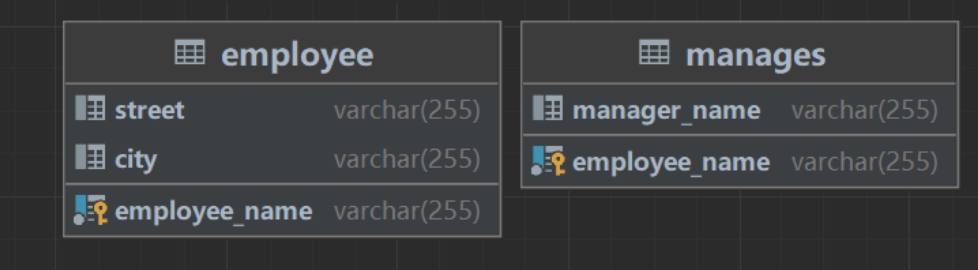 employee
street varchar(255)
city varchar(255)
employee_name varchar(255)
manages
manager_name varchar(255)
employee_name varchar(255)